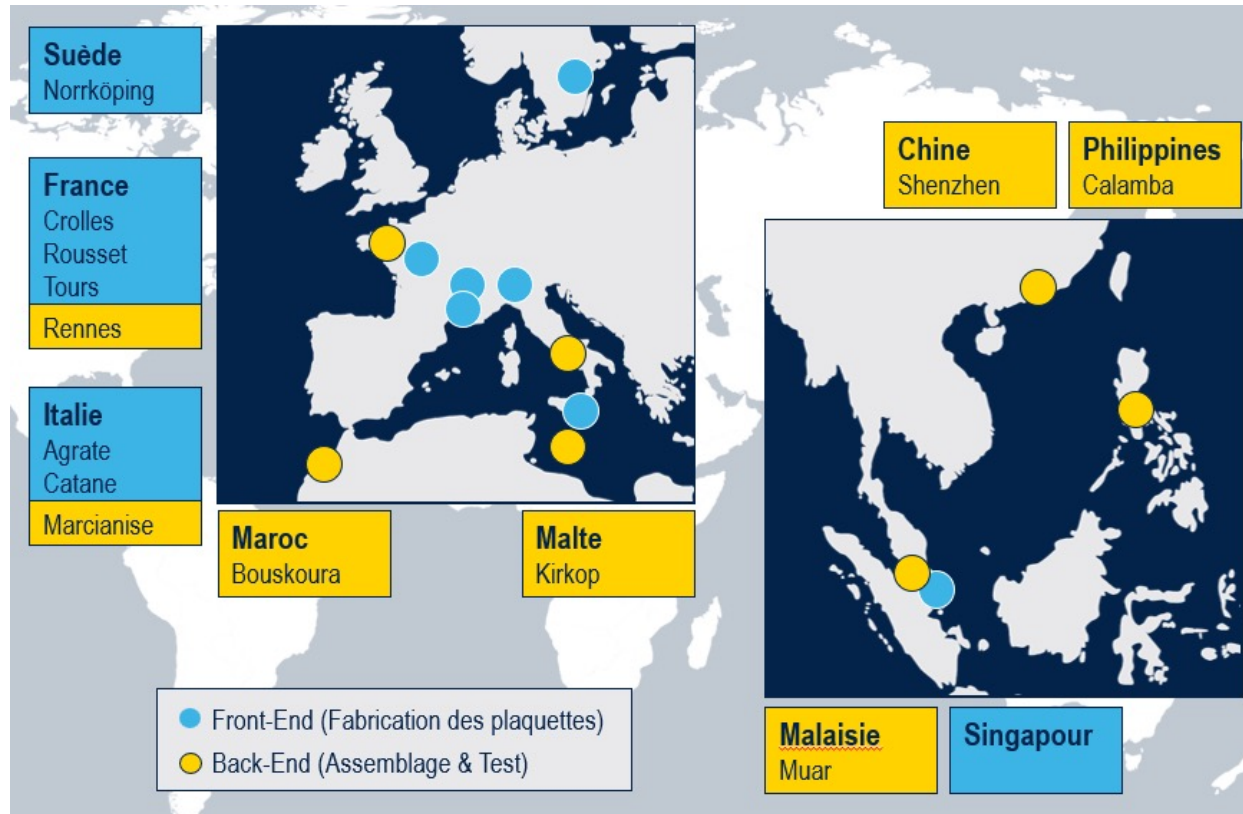 Suède
Norrköping
France
Crolles
Rousset
Tours
Rennes
Italie
Agrate
Catane
Marcianise
Maroc
Bouskoura
Malte
Kirkop
Chine
Shenzhen
Philippines
Calamba
Malaisie
Muar
Singapour
Front-End (Fabrication des plaquettes)
Back-End (Assemblage & Test)